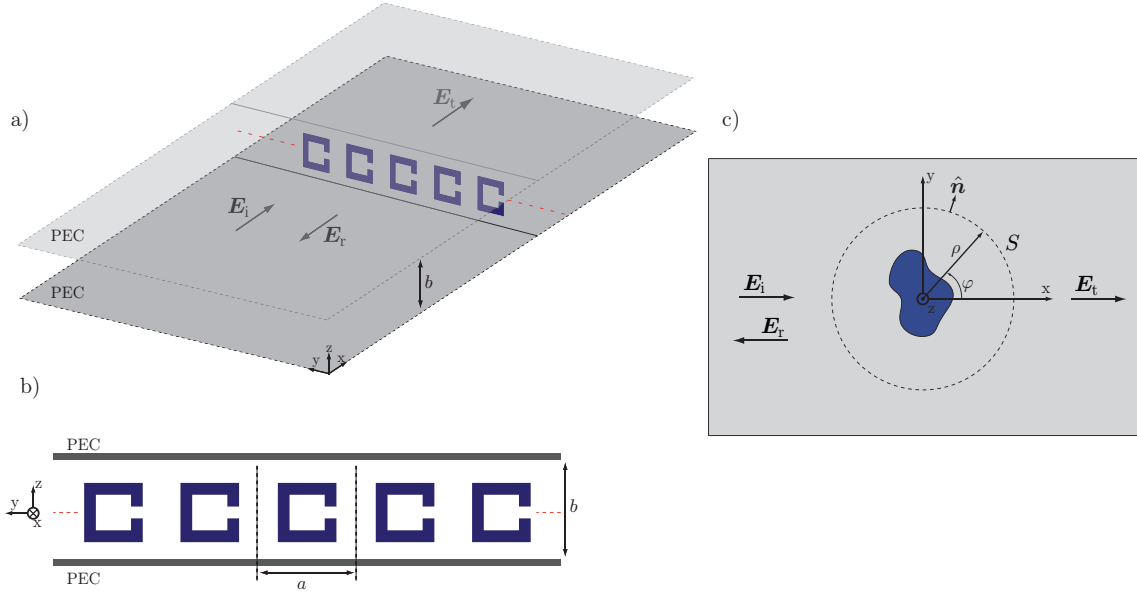 a)
E_t
E_i
E_r
PEC
PEC
b
z
y
x
b)
PEC
z
y
x
b
PEC
a
c)
y
n̂
S
ρ
φ
E_i
x
E_t
z
E_r